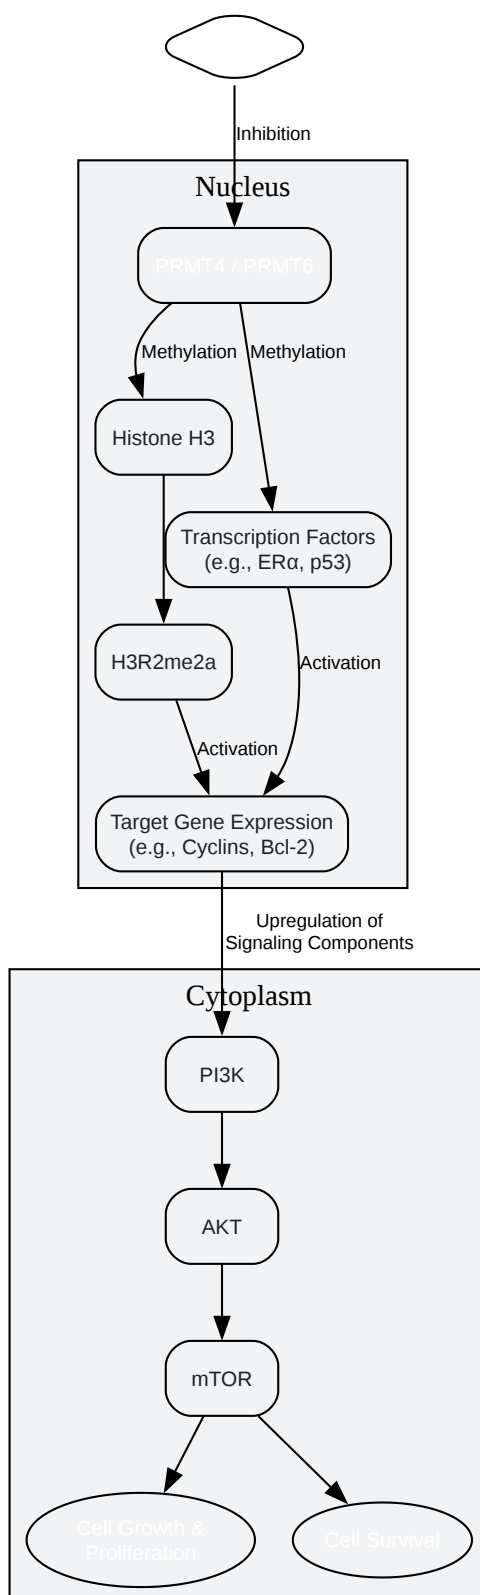 Inhibition
Nucleus
PRMT4 / PRMT6
Methylation
Methylation
Histone H3
Transcription Factors
(e.g., ERα, p53)
H3R2me2a
Activation
Activation
Target Gene Expression
(e.g., Cyclins, Bcl-2)
Upregulation of
Signaling Components
Cytoplasm
PI3K
AKT
mTOR
Cell Growth &
Proliferation
Cell Survival